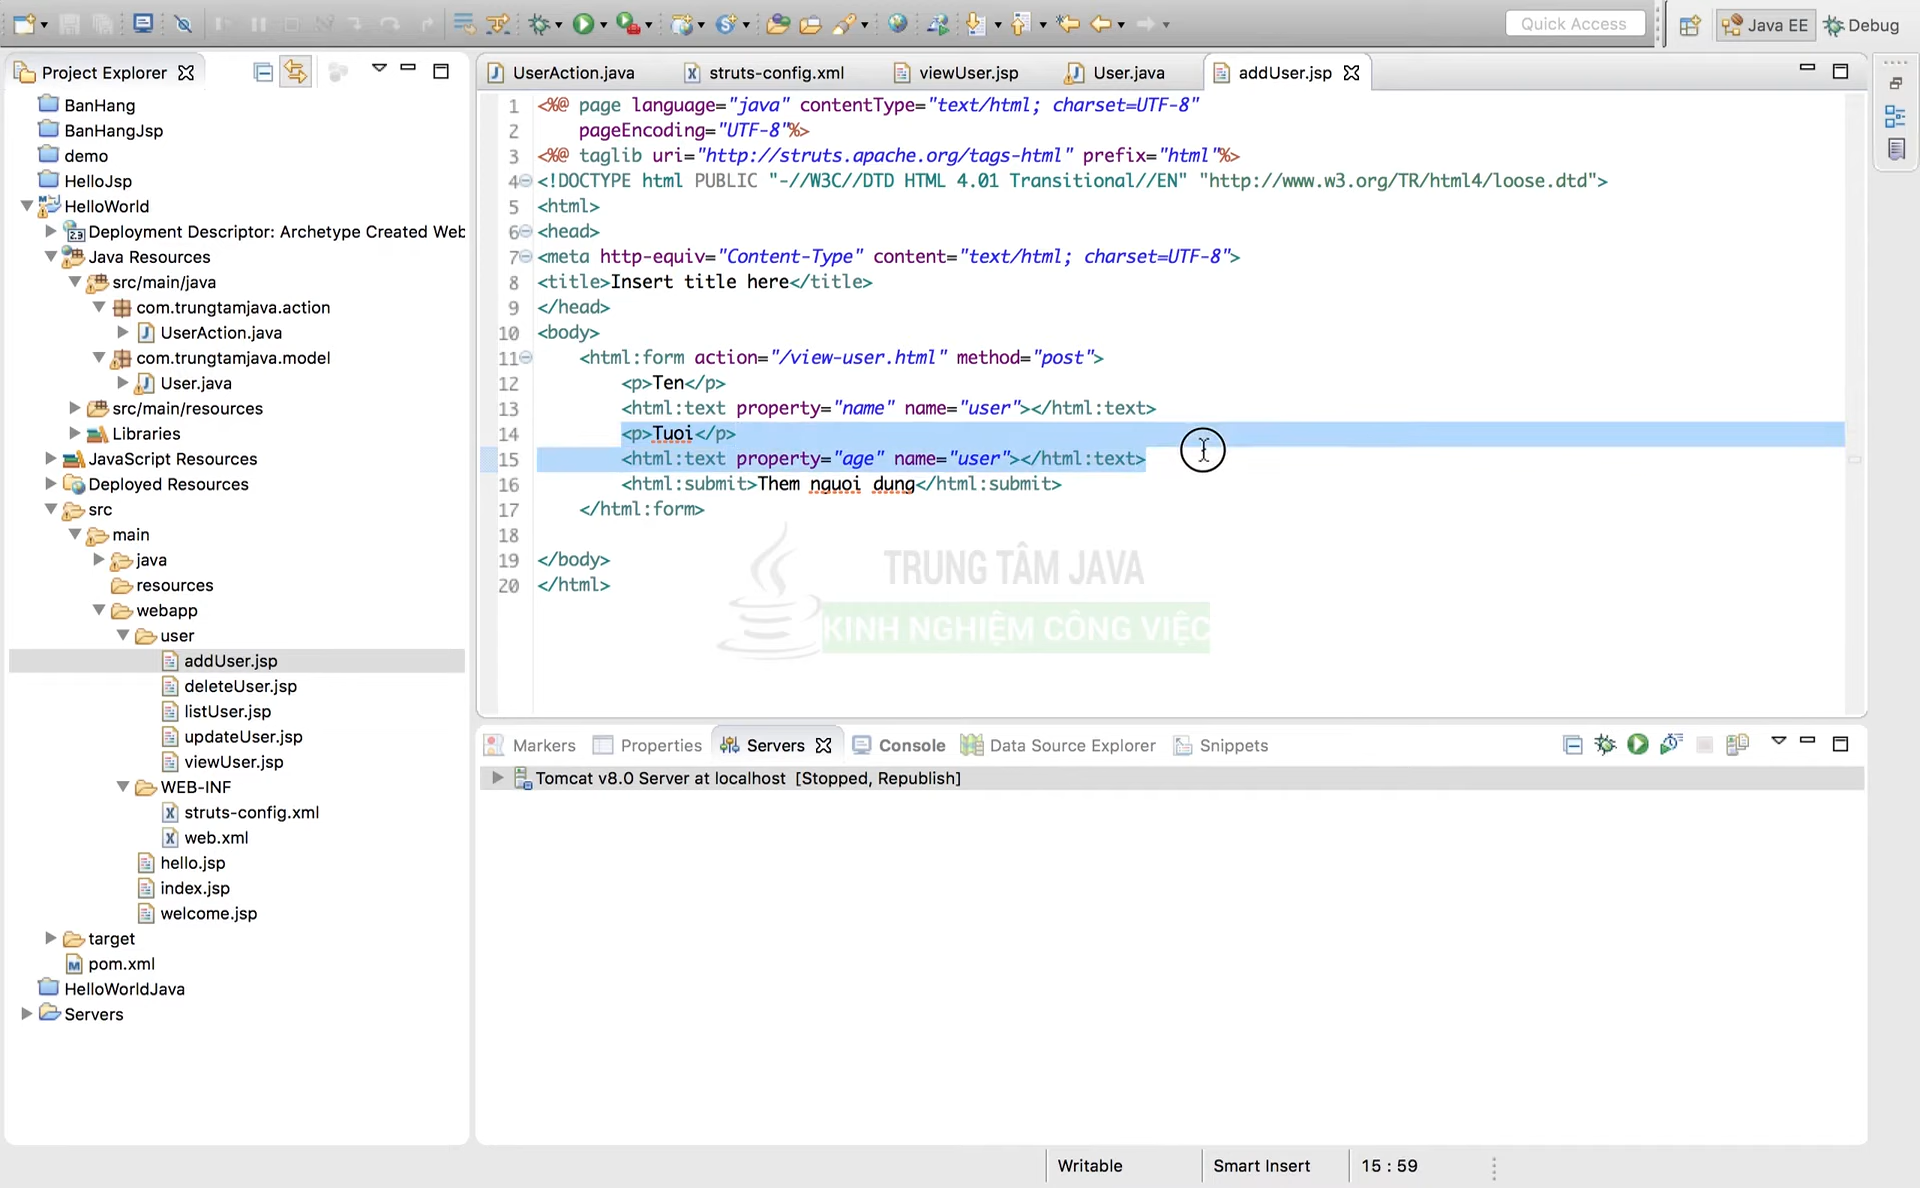 Quick Access
Java EE
Debug
Project Explorer
UserAction.java
struts-config.xml
viewUser.jsp
User.java
addUser.jsp
BanHang
BanHangJsp
demo
HelloJsp
HelloWorld
Deployment Descriptor: Archetype Created Web
Java Resources
src/main/java
com.trungtamjava.action
UserAction.java
com.trungtamjava.model
User.java
src/main/resources
Libraries
JavaScript Resources
Deployed Resources
src
main
java
resources
webapp
user
addUser.jsp
deleteUser.jsp
listUser.jsp
updateUser.jsp
viewUser.jsp
WEB-INF
struts-config.xml
web.xml
hello.jsp
index.jsp
welcome.jsp
target
pom.xml
HelloWorldJava
Servers
1 <%@ page language="java" contentType="text/html; charset=UTF-8"
2 pageEncoding="UTF-8"%>
3 <%@ taglib uri="http://struts.apache.org/tags-html" prefix="html"%>
4 <!DOCTYPE html PUBLIC "-//W3C//DTD HTML 4.01 Transitional//EN" "http://www.w3.org/TR/html4/loose.dtd">
5 <html>
6 <head>
7 <meta http-equiv="Content-Type" content="text/html; charset=UTF-8">
8 <title>Insert title here</title>
9 </head>
10 <body>
11 <html:form action="/view-user.html" method="post">
12 <p>Ten</p>
13 <html:text property="name" name="user"></html:text>
14 <p>Tuoi</p>
15 <html:text property="age" name="user"></html:text>
16 <html:submit>Them nguoi dung</html:submit>
17 </html:form>
18
19 </body>
20 </html>
TRUNG TÂM JAVA
KINH NGHIỆM CÔNG VIỆC
Markers
Properties
Servers
Console
Data Source Explorer
Snippets
Tomcat v8.0 Server at localhost [Stopped, Republish]
Writable
Smart Insert
15 : 59